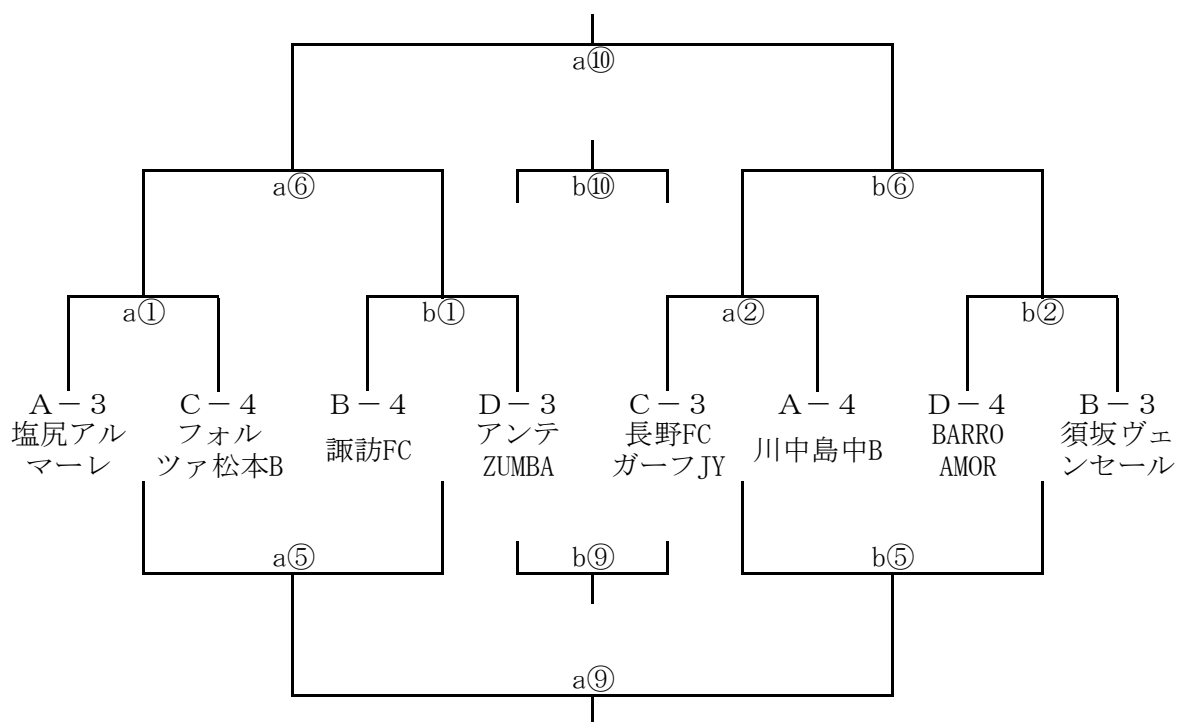 a⑩
a⑥
b⑩
b⑥
a①
b①
a②
b②
A－3
C－4
B－4
D－3
C－3
A－4
D－4
B－3
塩尻アル
マーレ
フォル
ツァ松本B
諏訪FC
アンテ
ZUMBA
長野FC
ガーフJY
川中島中B
BARRO
AMOR
須坂ヴェ
ンセール
a⑤
b⑨
b⑤
a⑨